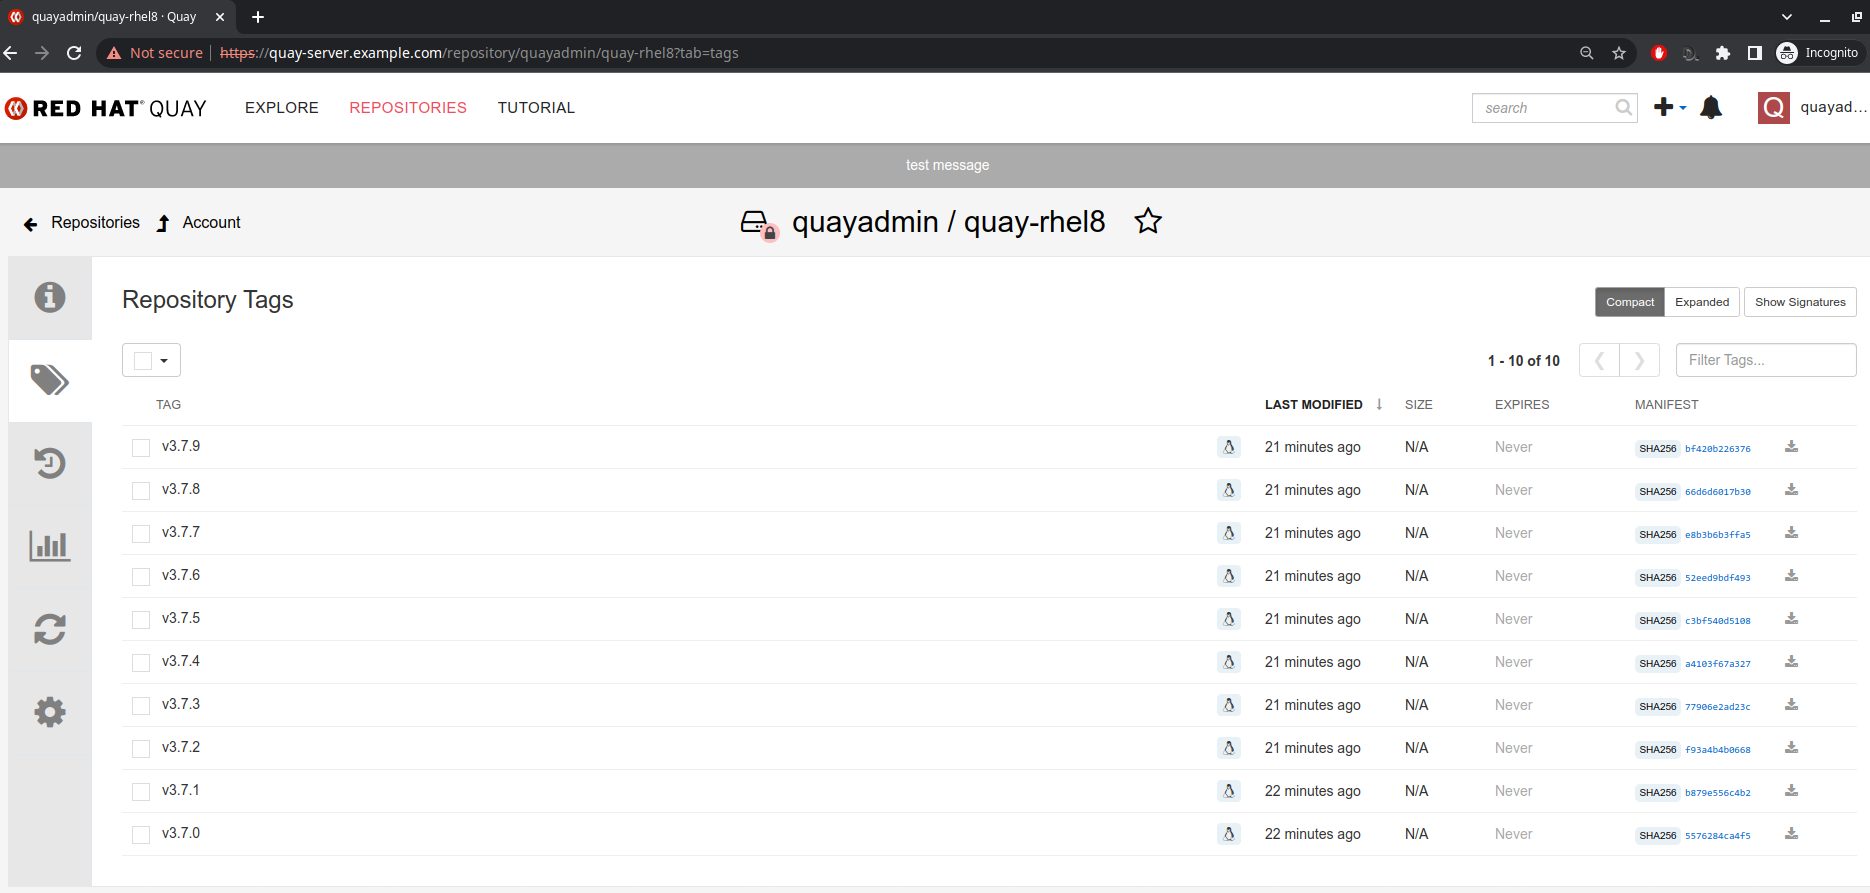 quayadmin/quay-rhel8 · Quay
Not secure https://quay-server.example.com/repository/quayadmin/quay-rhel8?tab=tags Incognito
RED HAT® QUAY EXPLORE REPOSITORIES TUTORIAL search Q quayad...
test message
Repositories Account quayadmin / quay-rhel8
Repository Tags Compact Expanded Show Signatures
1 - 10 of 10 Filter Tags...
TAG LAST MODIFIED SIZE EXPIRES MANIFEST
v3.7.9 21 minutes ago N/A Never SHA256 bf420b226376
v3.7.8 21 minutes ago N/A Never SHA256 66d6d6017b30
v3.7.7 21 minutes ago N/A Never SHA256 e8b3b6b3ffa5
v3.7.6 21 minutes ago N/A Never SHA256 52eed9bdf493
v3.7.5 21 minutes ago N/A Never SHA256 c3bf540d5108
v3.7.4 21 minutes ago N/A Never SHA256 a4103f67a327
v3.7.3 21 minutes ago N/A Never SHA256 77906e2ad23c
v3.7.2 21 minutes ago N/A Never SHA256 f93a4b4b0668
v3.7.1 22 minutes ago N/A Never SHA256 b879e556c4b2
v3.7.0 22 minutes ago N/A Never SHA256 5576284ca4f5